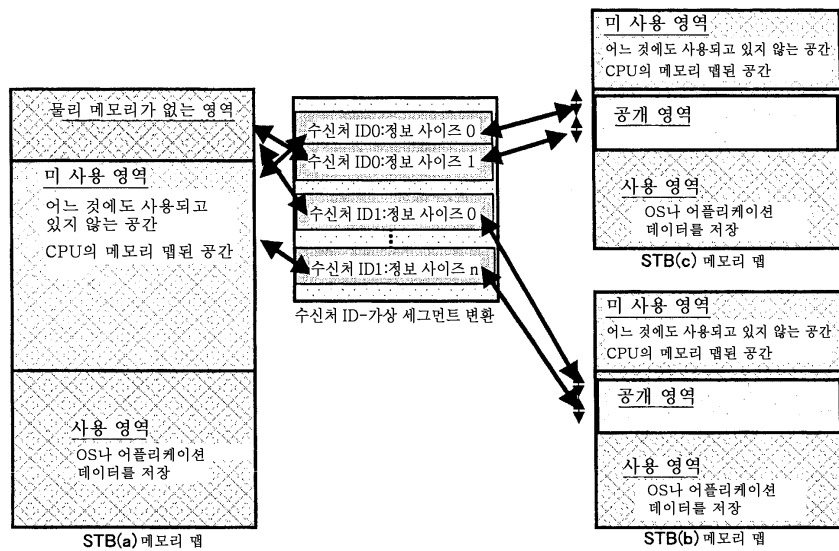 물리 메모리가 없는 영역
미 사용 영역
어느 것에도 사용되고
있지 않는 공간
CPU의 메모리 맵된 공간
사용 영역
OS나 어플리케이션
데이터를 저장
STB(a) 메모리 맵
수신처 ID0:정보 사이즈 0
수신처 ID0:정보 사이즈 1
수신처 ID1:정보 사이즈 0
수신처 ID1:정보 사이즈 n
수신처 ID-가상 세그먼트 변환
미 사용 영역
어느 것에도 사용되고 있지 않는 공간
CPU의 메모리 맵된 공간
공개 영역
사용 영역
OS나 어플리케이션
데이터를 저장
STB(c) 메모리 맵
미 사용 영역
어느 것에도 사용되고 있지 않는 공간
CPU의 메모리 맵된 공간
공개 영역
사용 영역
OS나 어플리케이션
데이터를 저장
STB(b) 메모리 맵